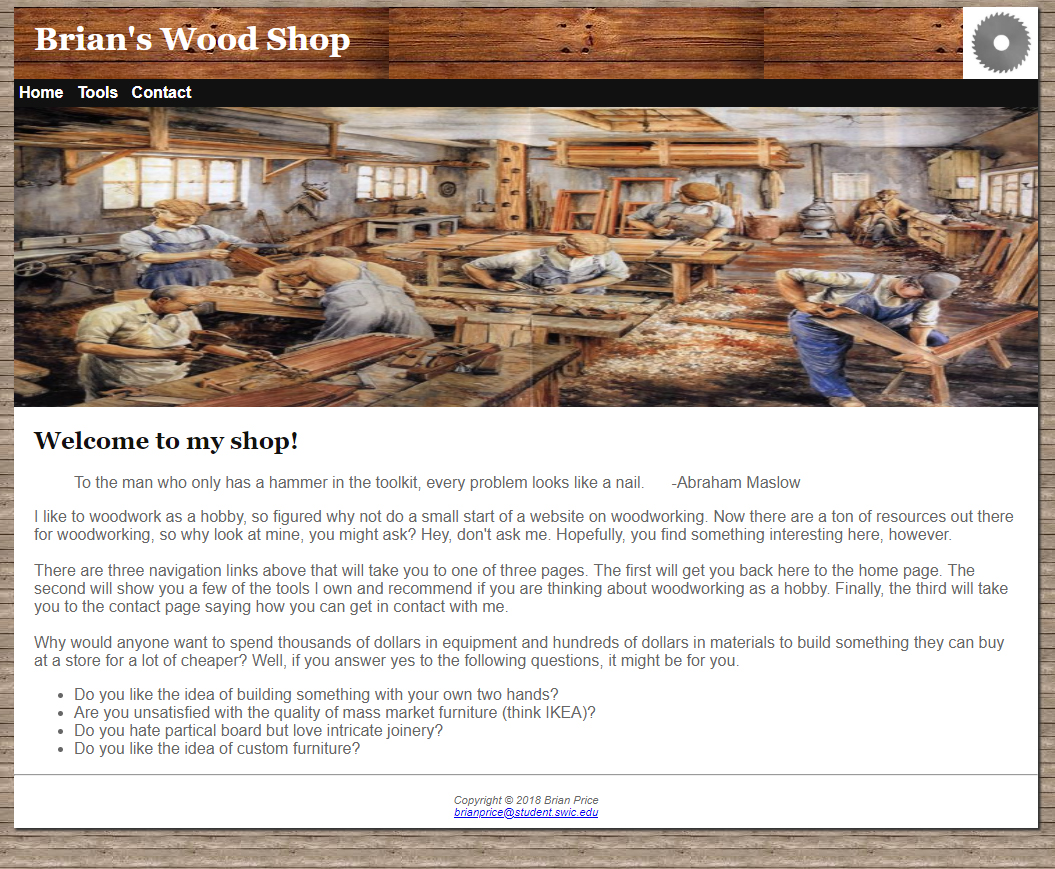 Brian's Wood Shop
Home Tools Contact
Welcome to my shop!
To the man who only has a hammer in the toolkit, every problem looks like a nail. -Abraham Maslow
I like to woodwork as a hobby, so figured why not do a small start of a website on woodworking. Now there are a ton of resources out there
for woodworking, so why look at mine, you might ask? Hey, don't ask me. Hopefully, you find something interesting here, however.
There are three navigation links above that will take you to one of three pages. The first will get you back here to the home page. The
second will show you a few of the tools I own and recommend if you are thinking about woodworking as a hobby. Finally, the third will take
you to the contact page saying how you can get in contact with me.
Why would anyone want to spend thousands of dollars in equipment and hundreds of dollars in materials to build something they can buy
at a store for a lot of cheaper? Well, if you answer yes to the following questions, it might be for you.
• Do you like the idea of building something with your own two hands?
• Are you unsatisfied with the quality of mass market furniture (think IKEA)?
• Do you hate partical board but love intricate joinery?
• Do you like the idea of custom furniture?
Copyright © 2018 Brian Price
brianprice@student.swic.edu